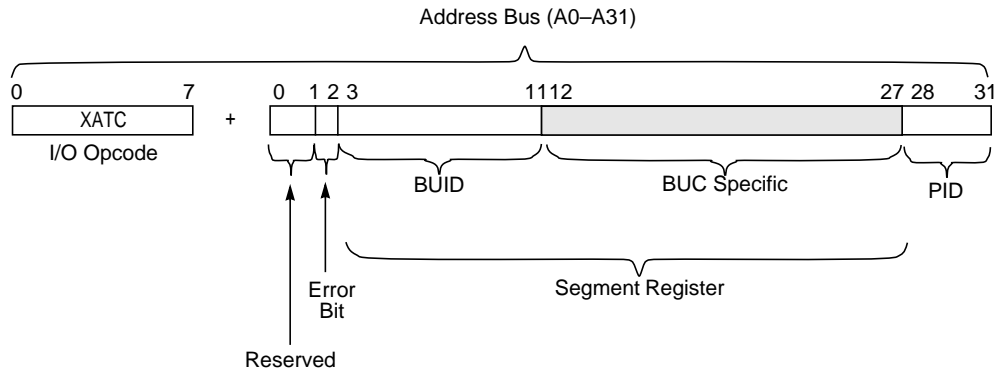 Address Bus (A0–A31)
0 7 0 1 2 3 11 12 27 28 31
XATC +
I/O Opcode
BUID BUC Specific PID
Segment Register
Error
Bit
Reserved